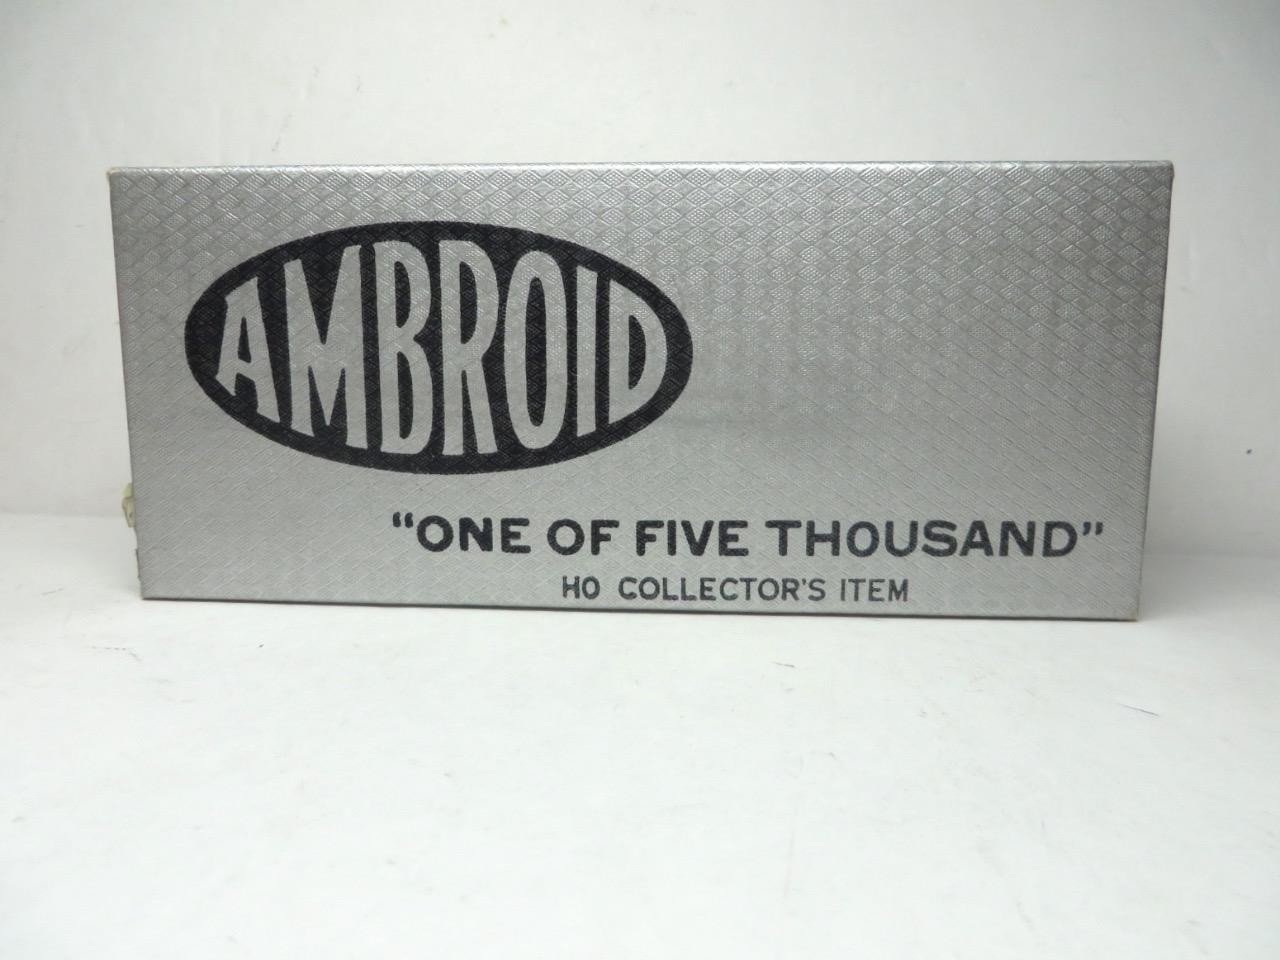 AMBROID
"ONE OF FIVE THOUSAND"
HO COLLECTOR'S ITEM